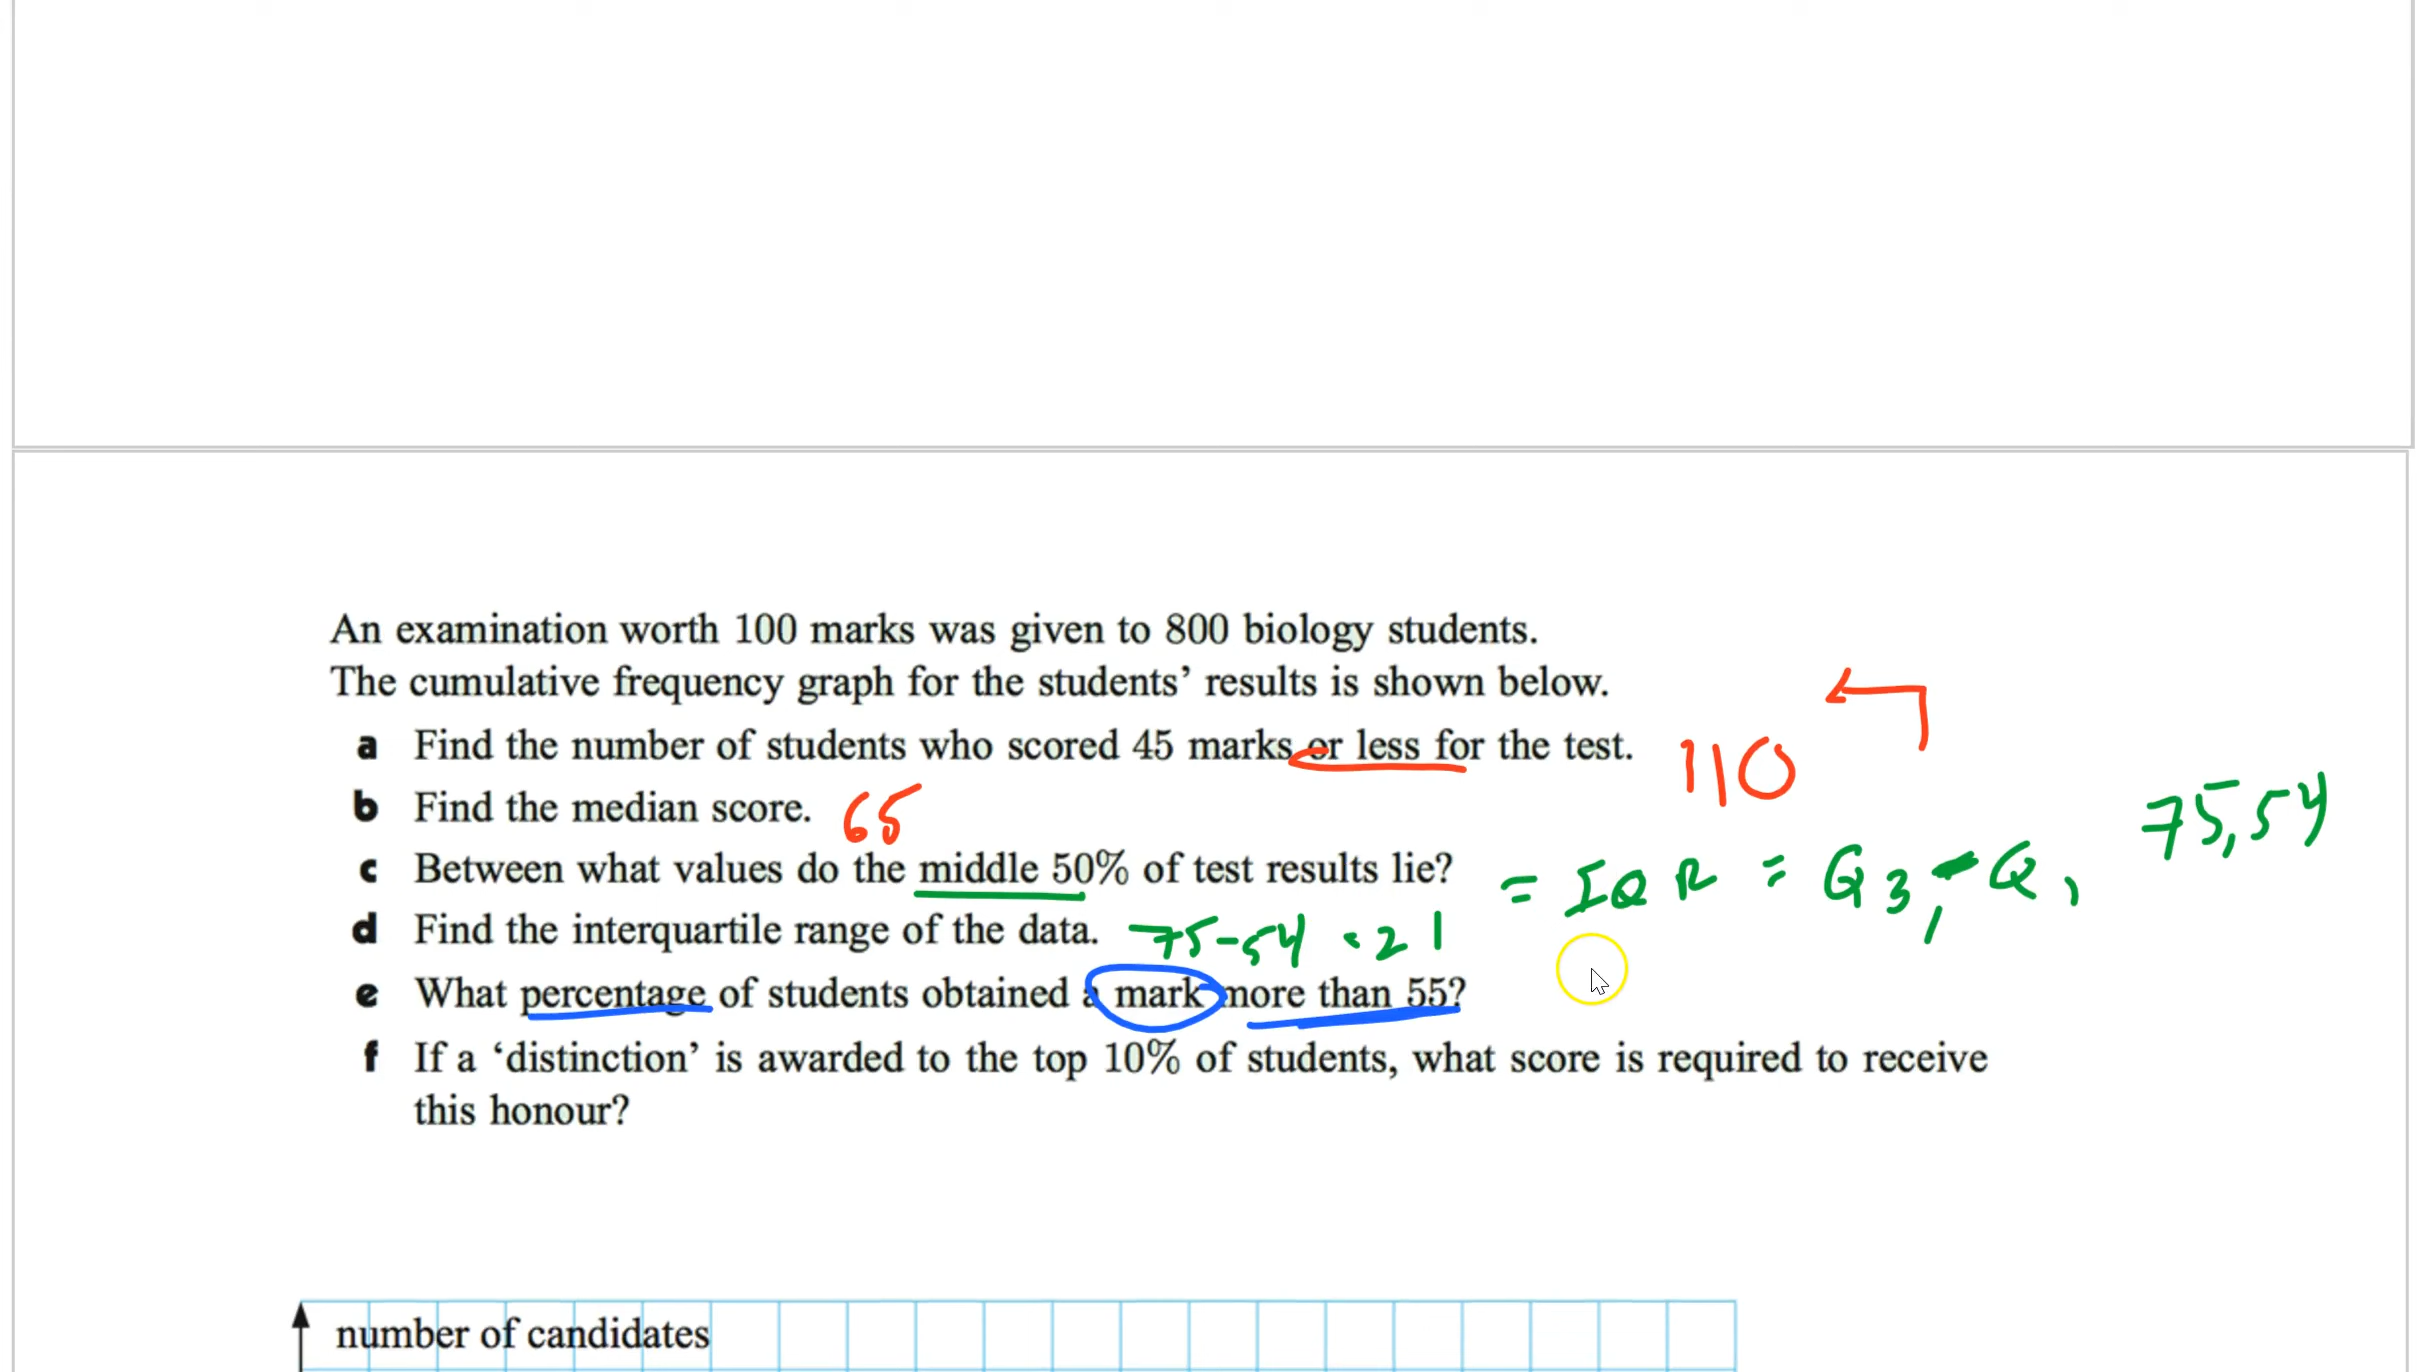 An examination worth 100 marks was given to 800 biology students.
The cumulative frequency graph for the students’ results is shown below.
a Find the number of students who scored 45 marks or less for the test. 110
b Find the median score. 65
75,54
c Between what values do the middle 50% of test results lie? = IQR = Q3, - Q1
d Find the interquartile range of the data. 75-54 = 21
e What percentage of students obtained a mark more than 55?
f If a ‘distinction’ is awarded to the top 10% of students, what score is required to receive
this honour?
number of candidates